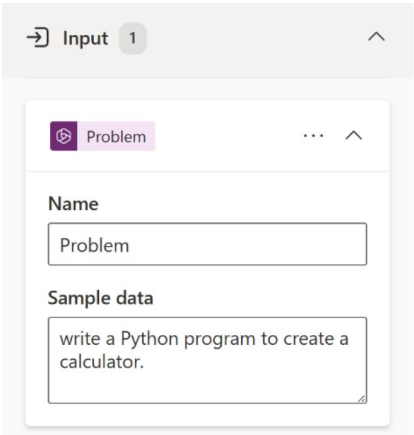 Input 1
Problem
Name
Problem
Sample data
write a Python program to create a
calculator.